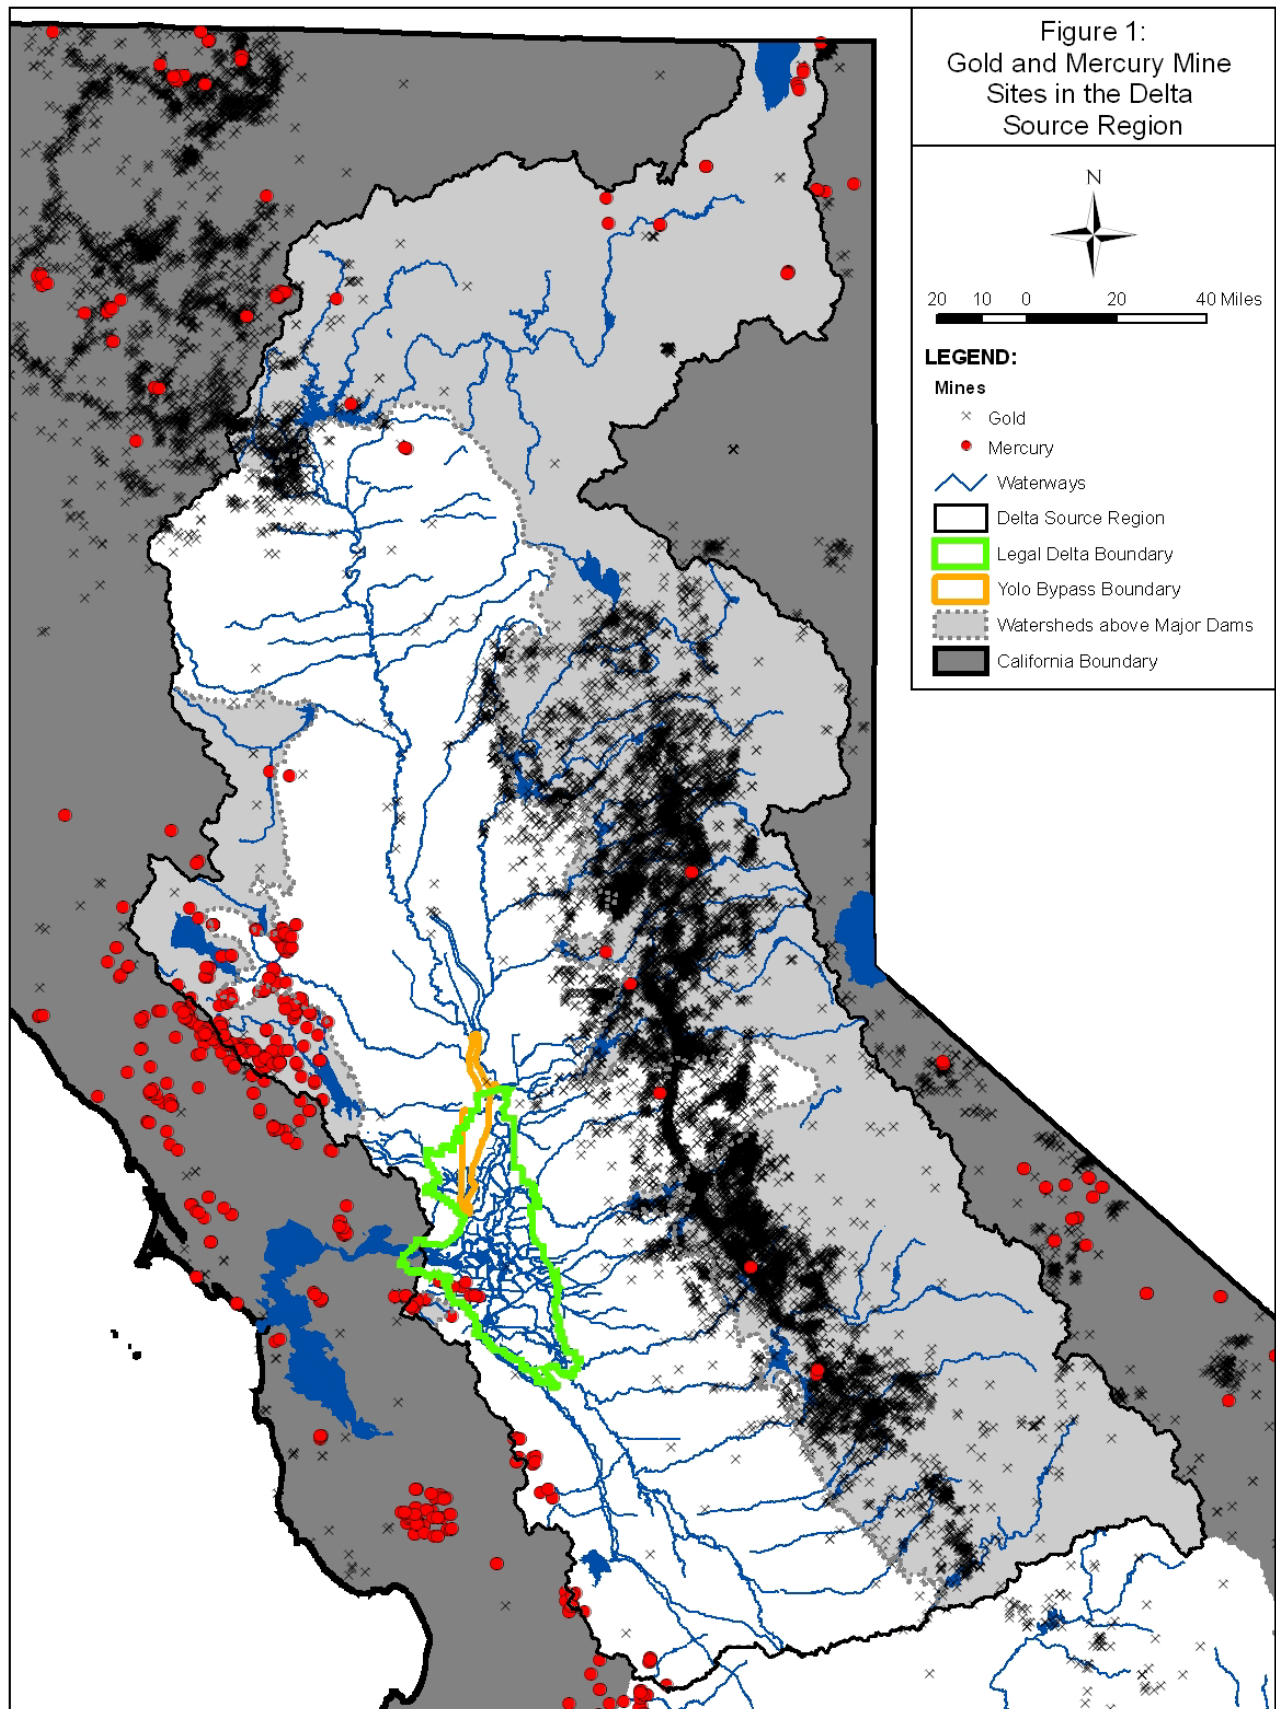 Figure 1:
Gold and Mercury Mine
Sites in the Delta
Source Region
N
20 10 0 20 40 Miles
LEGEND:
Mines
Gold
Mercury
Waterways
Delta Source Region
Legal Delta Boundary
Yolo Bypass Boundary
Watersheds above Major Dams
California Boundary